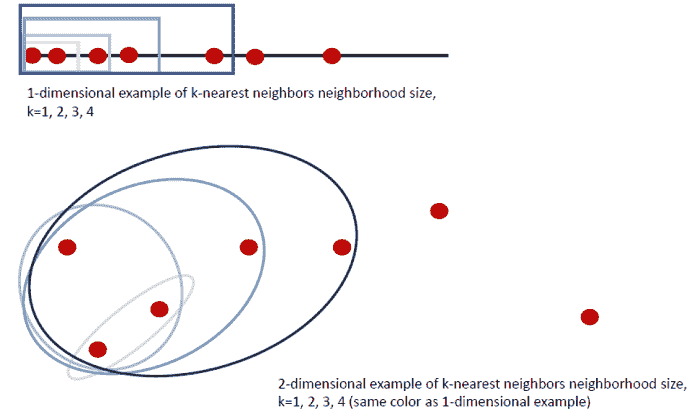 1-dimensional example of k-nearest neighbors neighborhood size,
k=1, 2, 3, 4
2-dimensional example of k-nearest neighbors neighborhood size,
k=1, 2, 3, 4 (same color as 1-dimensional example)